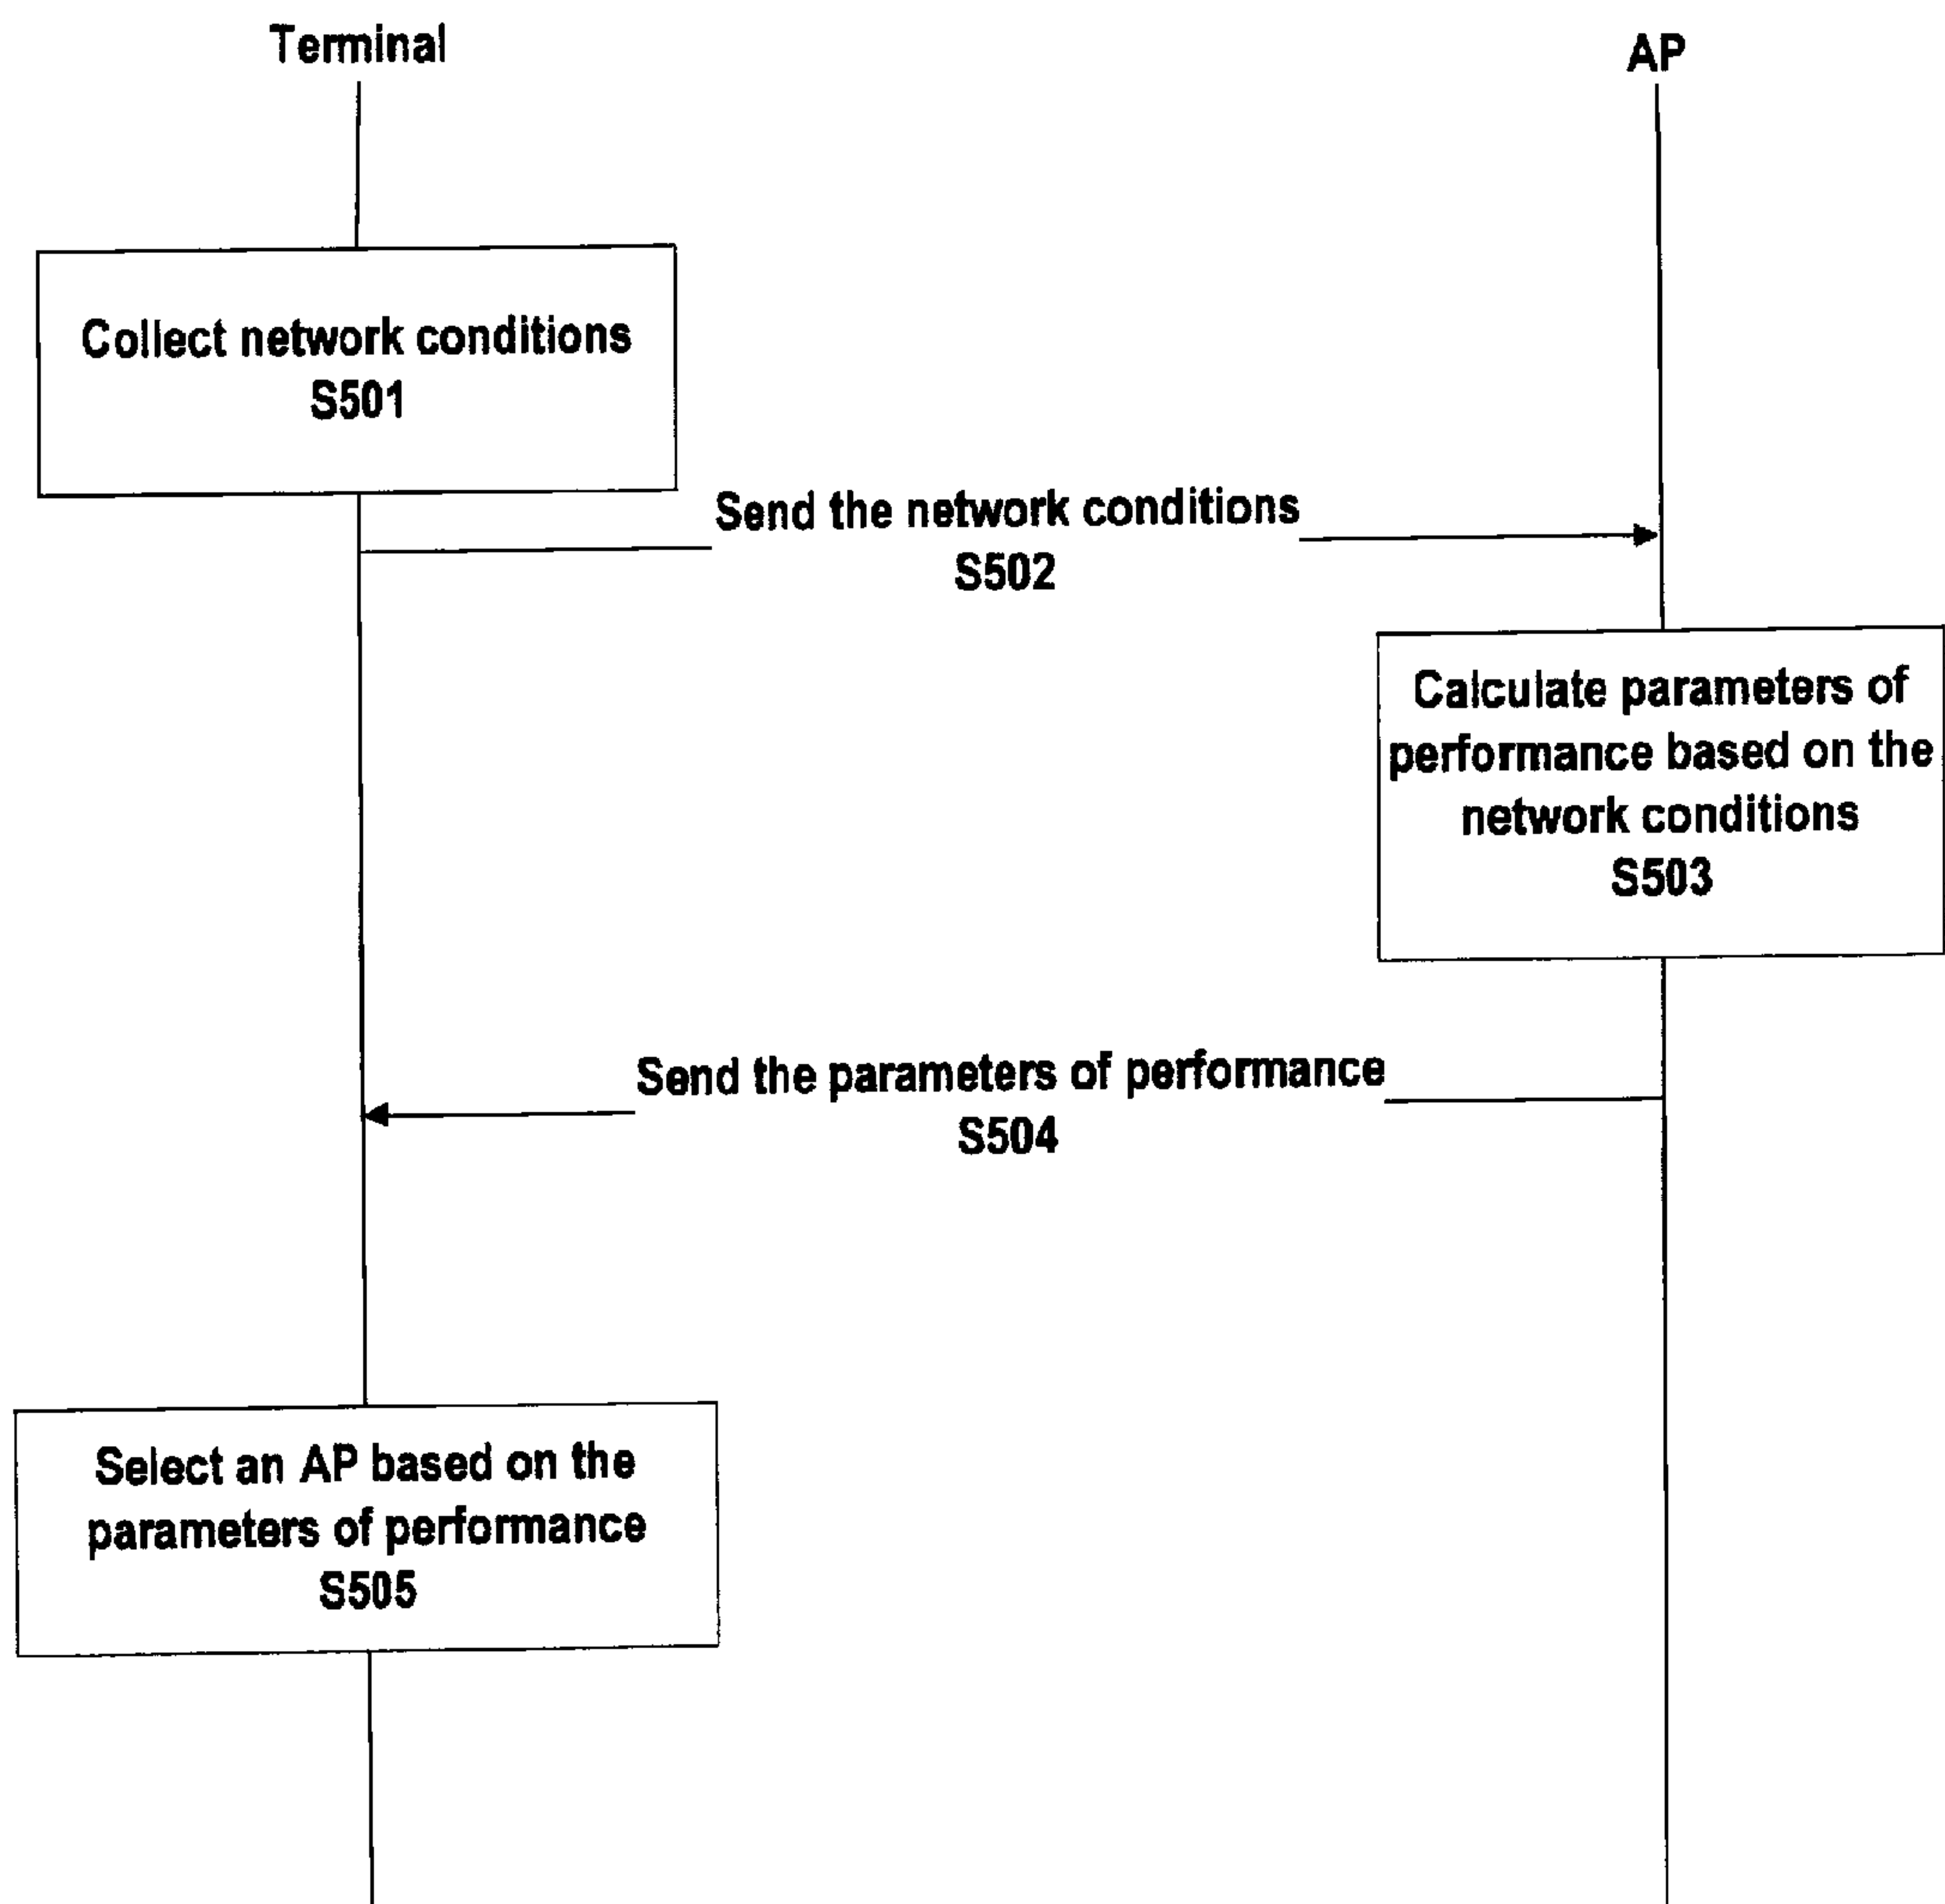 Terminal
AP
Collect network conditions
S501
Send the network conditions
S502
Calculate parameters of
performance based on the
network conditions
S503
Send the parameters of performance
S504
Select an AP based on the
parameters of performance
S505